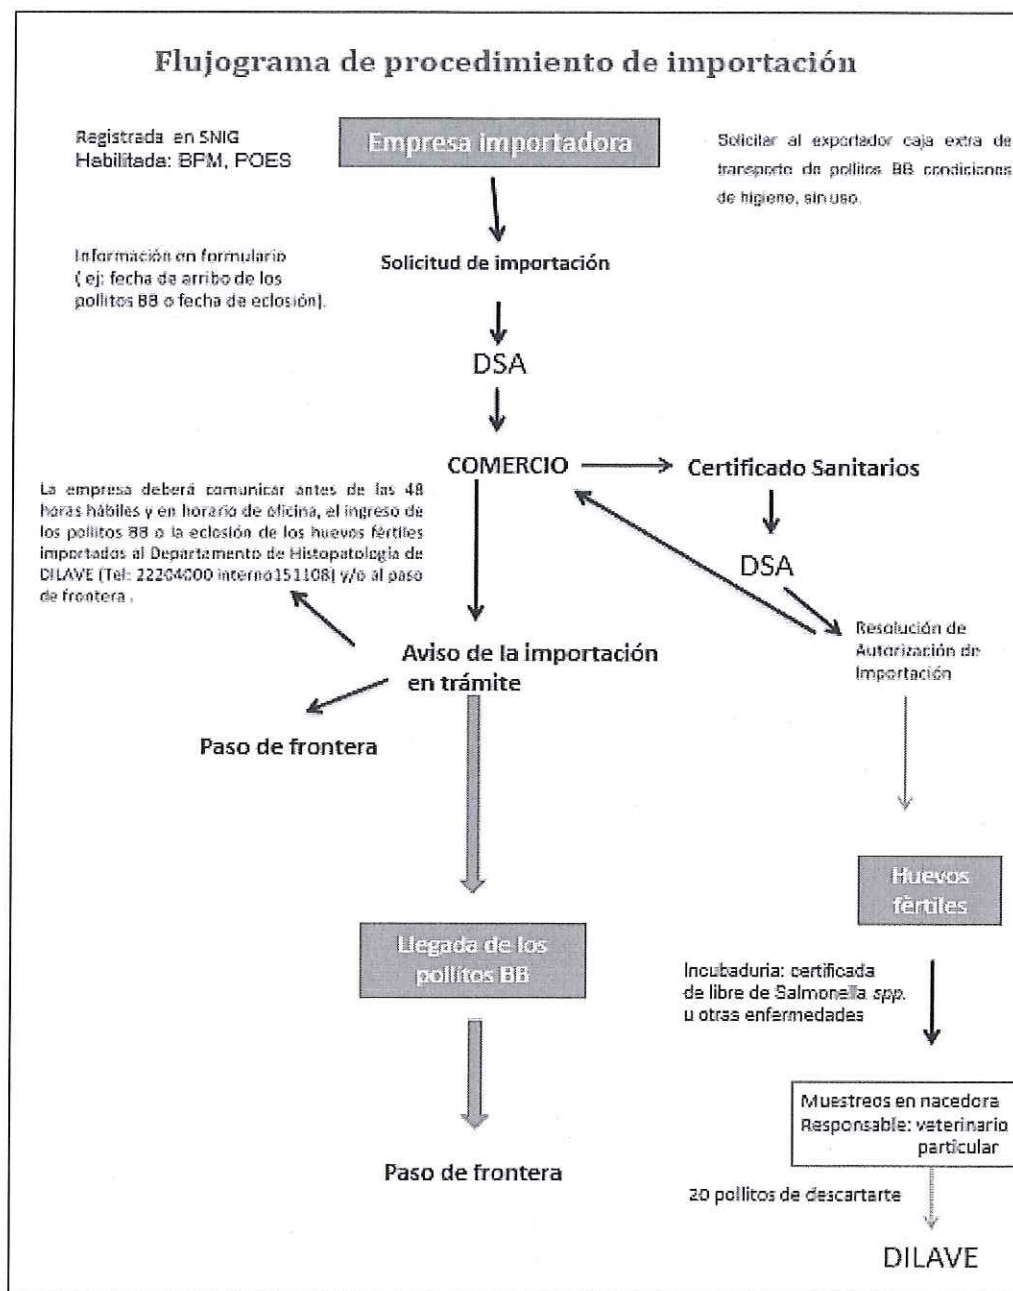 Flujograma de procedimiento de importación
Registrada en SNIG
Habilitada: BPM, POES
Empresa importadora
Solicitar al exportador caja extra de
transporte de pollitos BB condiciones
de higiene, sin uso.
Información en formulario
( ej: fecha de arribo de los
pollitos BB o fecha de eclosión).
Solicitud de importación
DSA
COMERCIO
Certificado Sanitarios
La empresa deberá comunicar antes de las 48
horas hábiles y en horario de oficina, el ingreso de
los pollitos BB o la eclosión de los huevos fértiles
importados al Departamento de Histopatología de
DILAVE (Tel: 22204000 interno151108) y/o al paso
de frontera .
DSA
Resolución de
Autorización de
Importación
Aviso de la importación
en trámite
Paso de frontera
Huevos
fèrtiles
Llegada de los
pollitos BB
Incubaduria: certificada
de libre de Salmonella spp.
u otras enfermedades
Muestreos en nacedora
Responsable: veterinario
particular
Paso de frontera
20 pollitos de descartarte
DILAVE